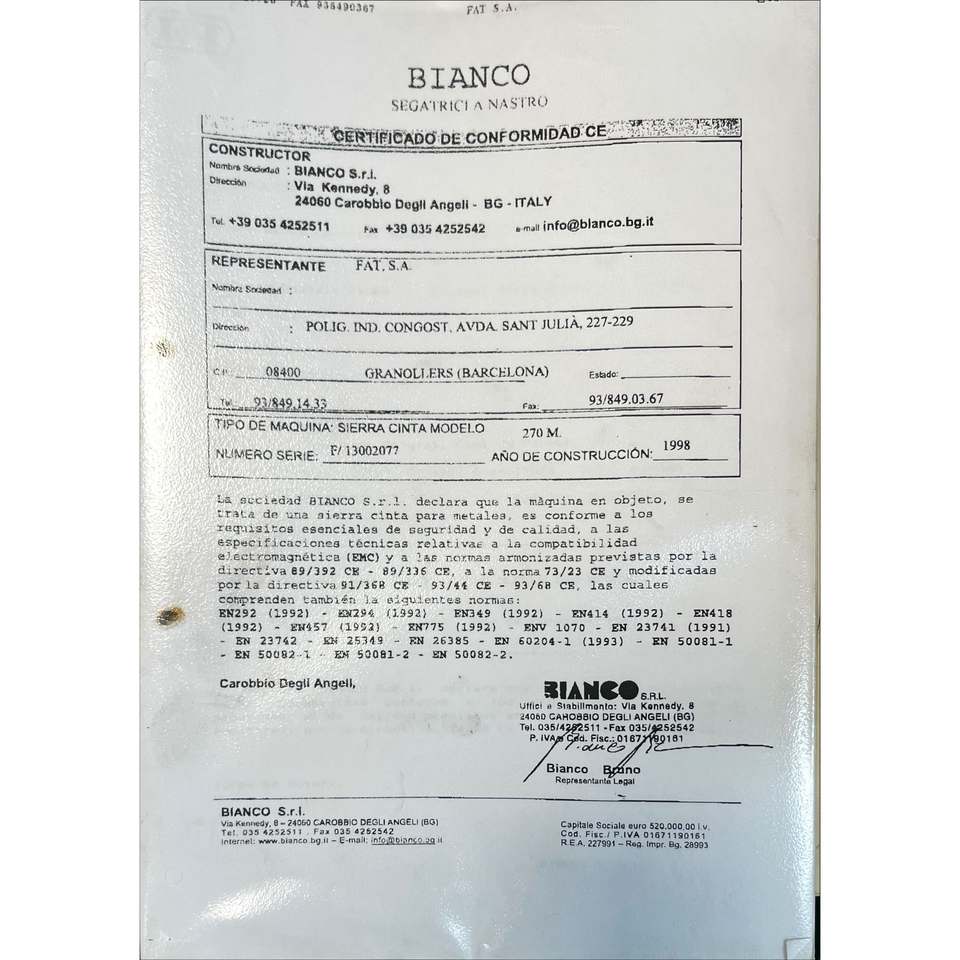 FAX 938490367 FAT S.A.
BIANCO
SEGATRICI A NASTRO
CERTIFICADO DE CONFORMIDAD CE
CONSTRUCTOR
Nombre Sociedad : BIANCO S.r.l.
Dirección : Via Kennedy, 8
24060 Carobbio Degli Angeli - BG - ITALY
Tel. +39 035 4252511 Fax +39 035 4252542 e-mail info@bianco.bg.it
REPRESENTANTE FAT, S.A.
Nombre Sociedad :
Dirección : POLIG. IND. CONGOST, AVDA. SANT JULIÀ, 227-229
C.P. 08400 GRANOLLERS (BARCELONA) Estado:
Tel. 93/849.14.33 Fax: 93/849.03.67
TIPO DE MAQUINA: SIERRA CINTA MODELO 270 M.
NUMERO SERIE: F/ 13002077 AÑO DE CONSTRUCCIÓN: 1998
La sociedad BIANCO S.r.l. declara que la màquina en objeto, se
trata de una sierra cinta para metales, es conforme a los
requisitos esenciales de seguridad y de calidad, a las
especificaciones técnicas relativas a la compatibilidad
electromagnética (EMC) y a las normas armonizadas previstas por la
directiva 89/392 CE - 89/336 CE, a la norma 73/23 CE y modificadas
por la directiva 91/368 CE - 93/44 CE - 93/68 CE, las cuales
comprenden también la siguientes normas:
EN292 (1992) - EN294 (1992) - EN349 (1992) - EN414 (1992) - EN418
(1992) - EN457 (1992) - EN775 (1992) - ENV 1070 - EN 23741 (1991)
- EN 23742 - EN 25349 - EN 26385 - EN 60204-1 (1993) - EN 50081-1
- EN 50082-1 - EN 50081-2 - EN 50082-2.
Carobbio Degli Angeli,
BIANCO S.R.L.
Uffici e Stabilimento: Via Kennedy, 8
24060 CAROBBIO DEGLI ANGELI (BG)
Tel. 035/4252511 - Fax 035/4252542
P. IVA e Cod. Fisc.: 01671190161
Bianco Bruno
Representante Legal
BIANCO S.r.l.
Via Kennedy, 8 – 24060 CAROBBIO DEGLI ANGELI (BG)
Tel. 035 4252511 . Fax 035 4252542
Internet: www.bianco.bg.it – E-mail: info@bianco.bg.it
Capitale Sociale euro 520.000,00 i.v.
Cod. Fisc./ P.IVA 01671190161
R.E.A. 227991 – Reg. Impr. Bg. 28993